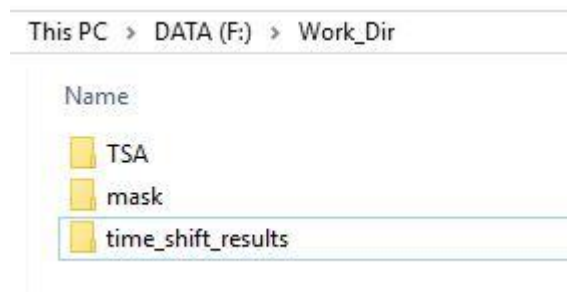 This PC > DATA (F:) > Work_Dir
Name
TSA
mask
time_shift_results